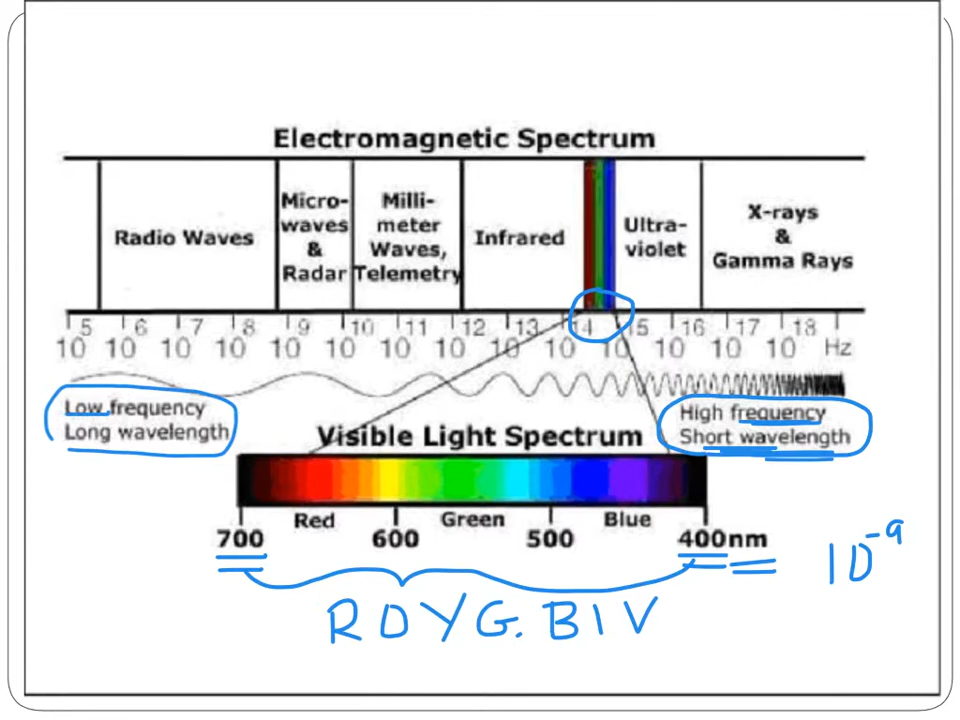 Electromagnetic Spectrum
Radio Waves
Micro-
waves
&
Radar
Milli-
meter
Waves,
Telemetry
Infrared
Ultra-
violet
X-rays
&
Gamma Rays
10^5 10^6 10^7 10^8 10^9 10^10 10^11 10^12 10^13 10^14 10^15 10^16 10^17 10^18 Hz
Low frequency
Long wavelength
High frequency
Short wavelength
Visible Light Spectrum
Red Green Blue
700 600 500 400nm
10^-9
ROYG.BIV